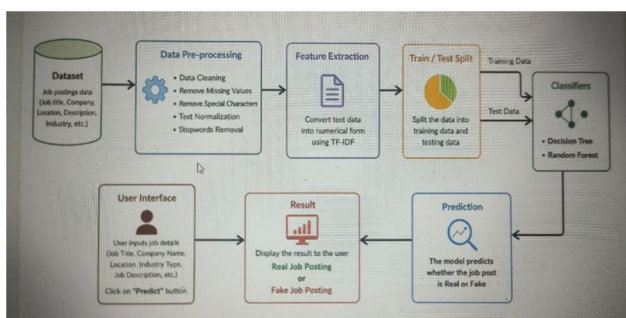 Dataset
Job postings data
(Job title, Company,
Location, Description,
Industry, etc.)
Data Pre-processing
• Data Cleaning
• Remove Missing Values
• Remove Special Characters
• Text Normalization
• Stopwords Removal
Feature Extraction
Convert text data
into numerical form
using TF-IDF
Train / Test Split
Split the data into
training data and
testing data
Training Data
Test Data
Classifiers
• Decision Tree
• Random Forest
User Interface
User inputs job details
(Job Title, Company Name,
Location, Industry Type,
Job Description, etc.)
Click on "Predict" button
Result
Display the result to the user
Real Job Posting
or
Fake Job Posting
Prediction
The model predicts
whether the job post
is Real or Fake